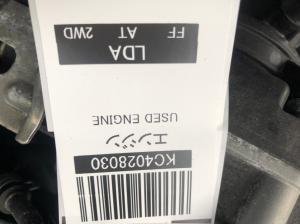 KC4028030
エンジン
USED ENGINE
LDA
FF AT 2WD